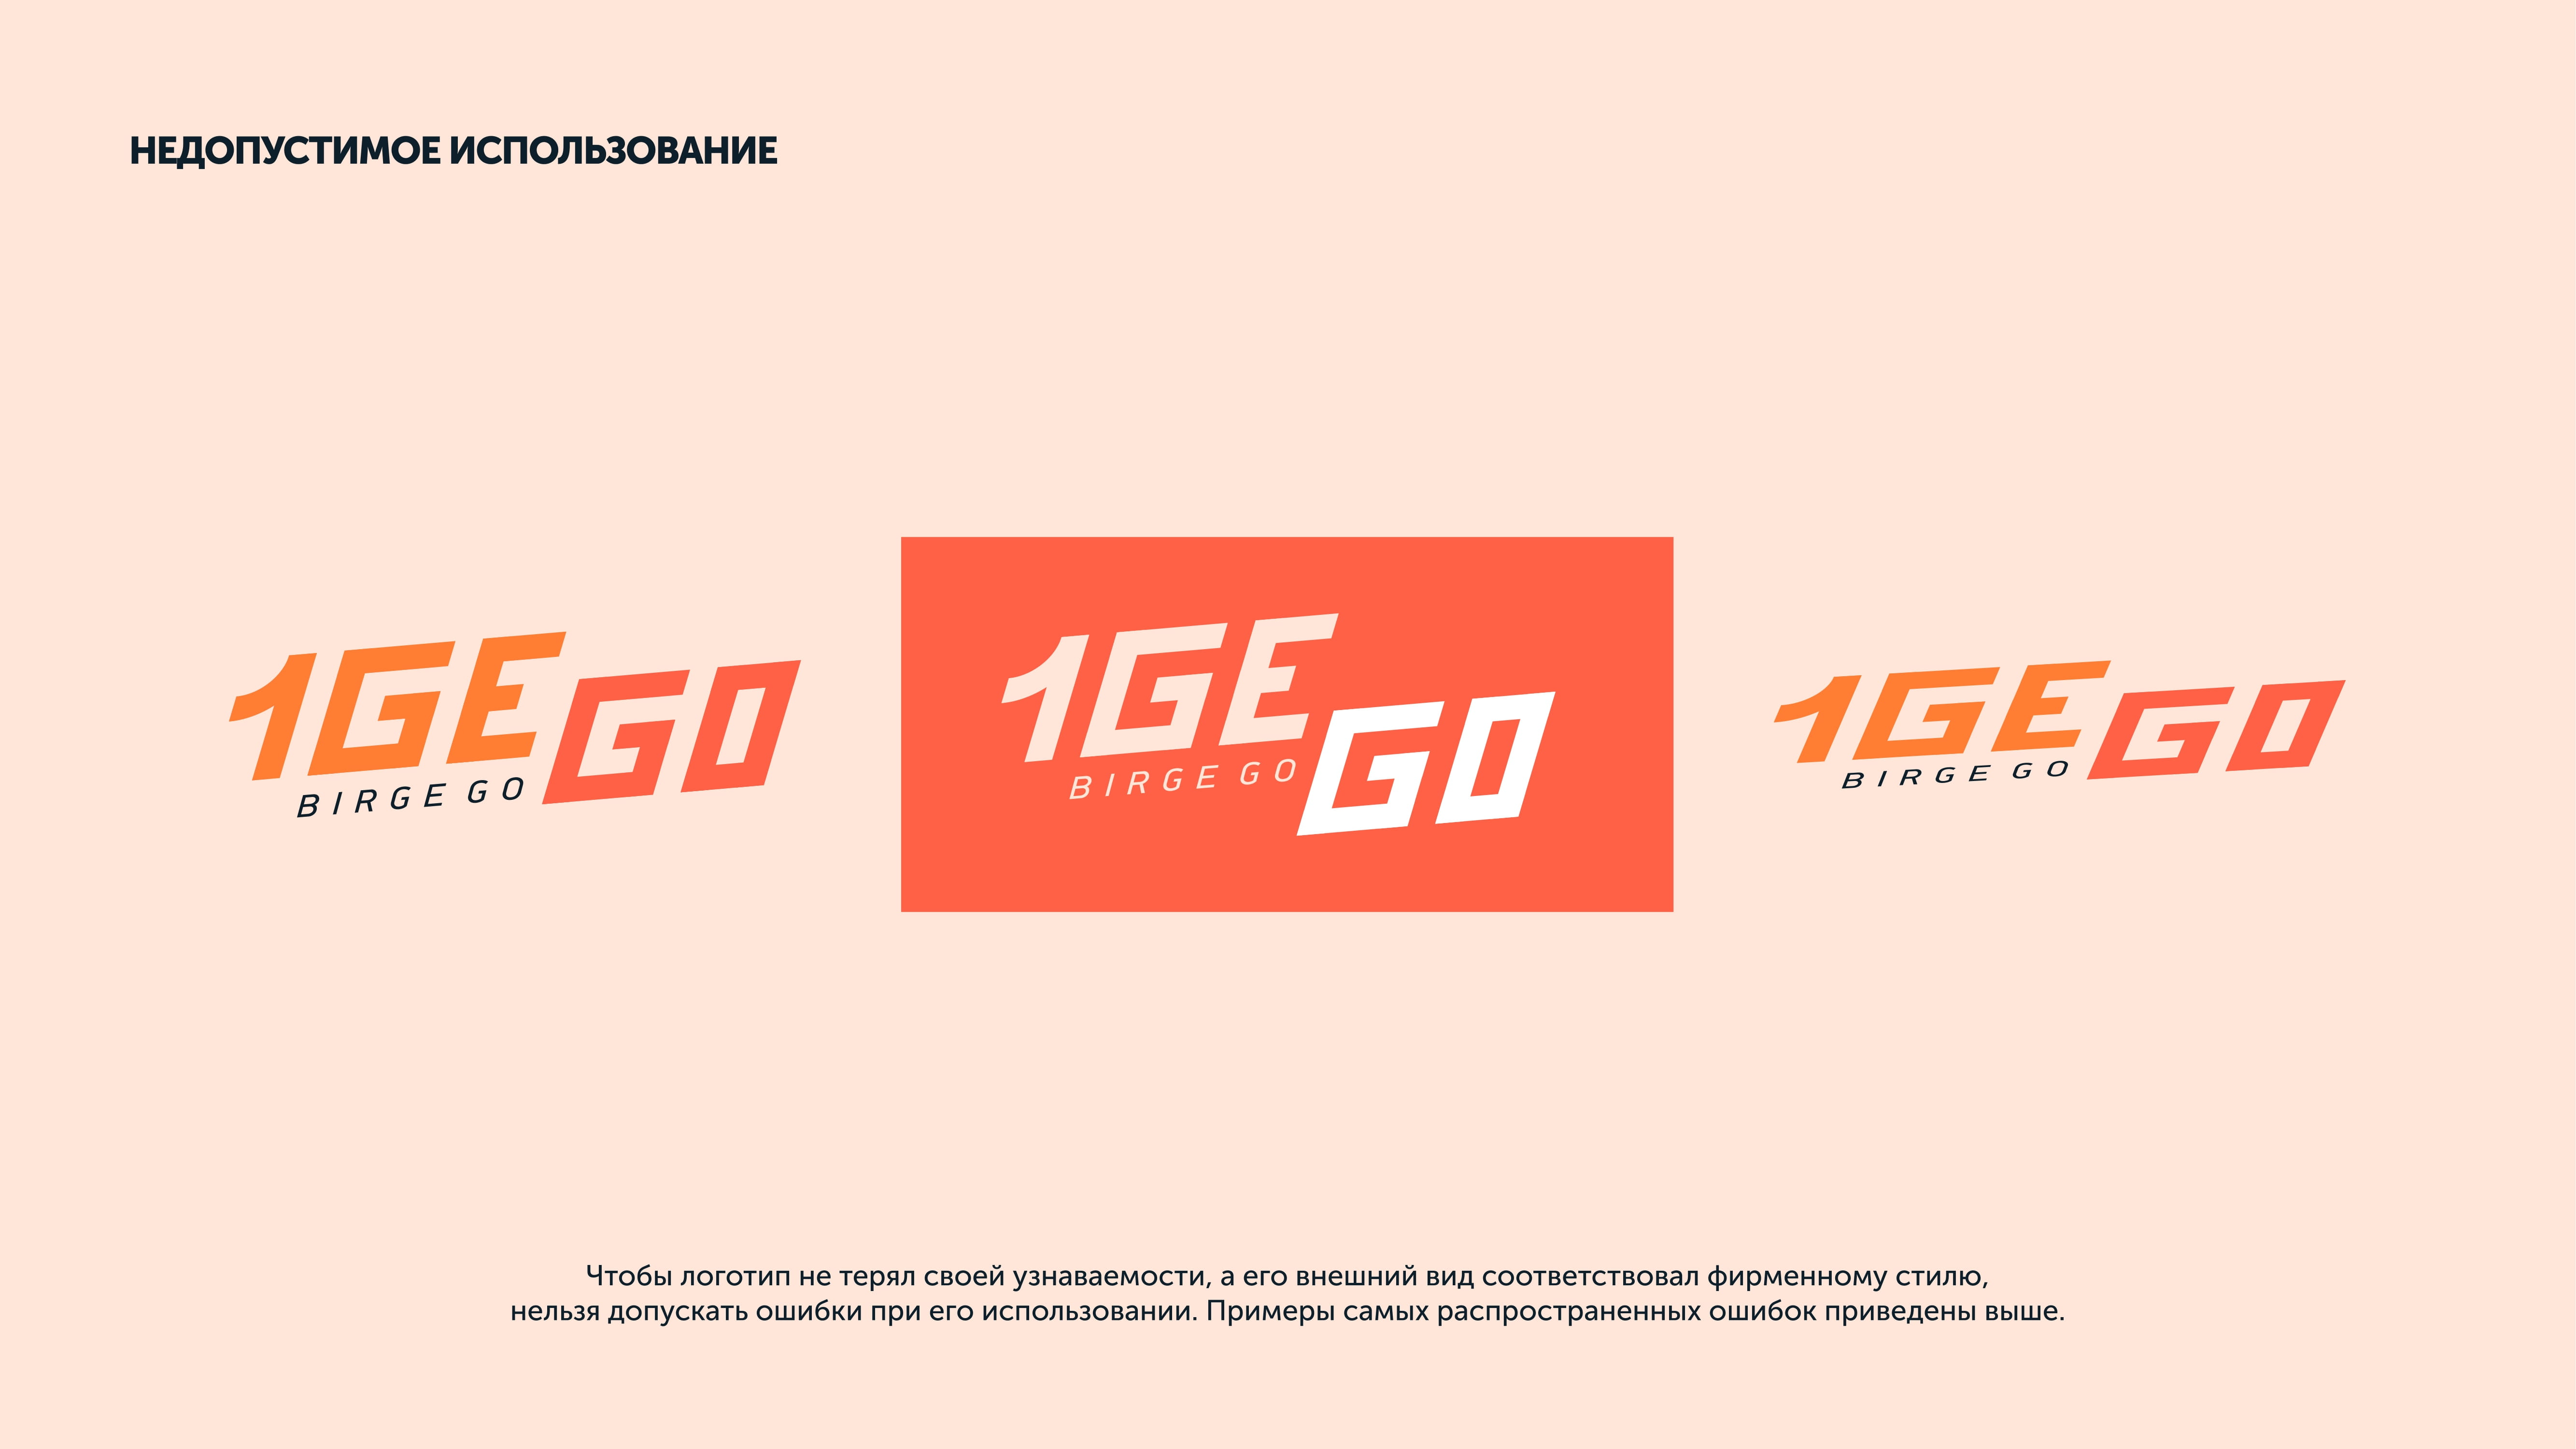 НЕДОПУСТИМОЕ ИСПОЛЬЗОВАНИЕ
1GE GO
BIRGE GO
1GE GO
BIRGE GO
1GE GO
BIRGE GO
Чтобы логотип не терял своей узнаваемости, а его внешний вид соответствовал фирменному стилю,
нельзя допускать ошибки при его использовании. Примеры самых распространенных ошибок приведены выше.